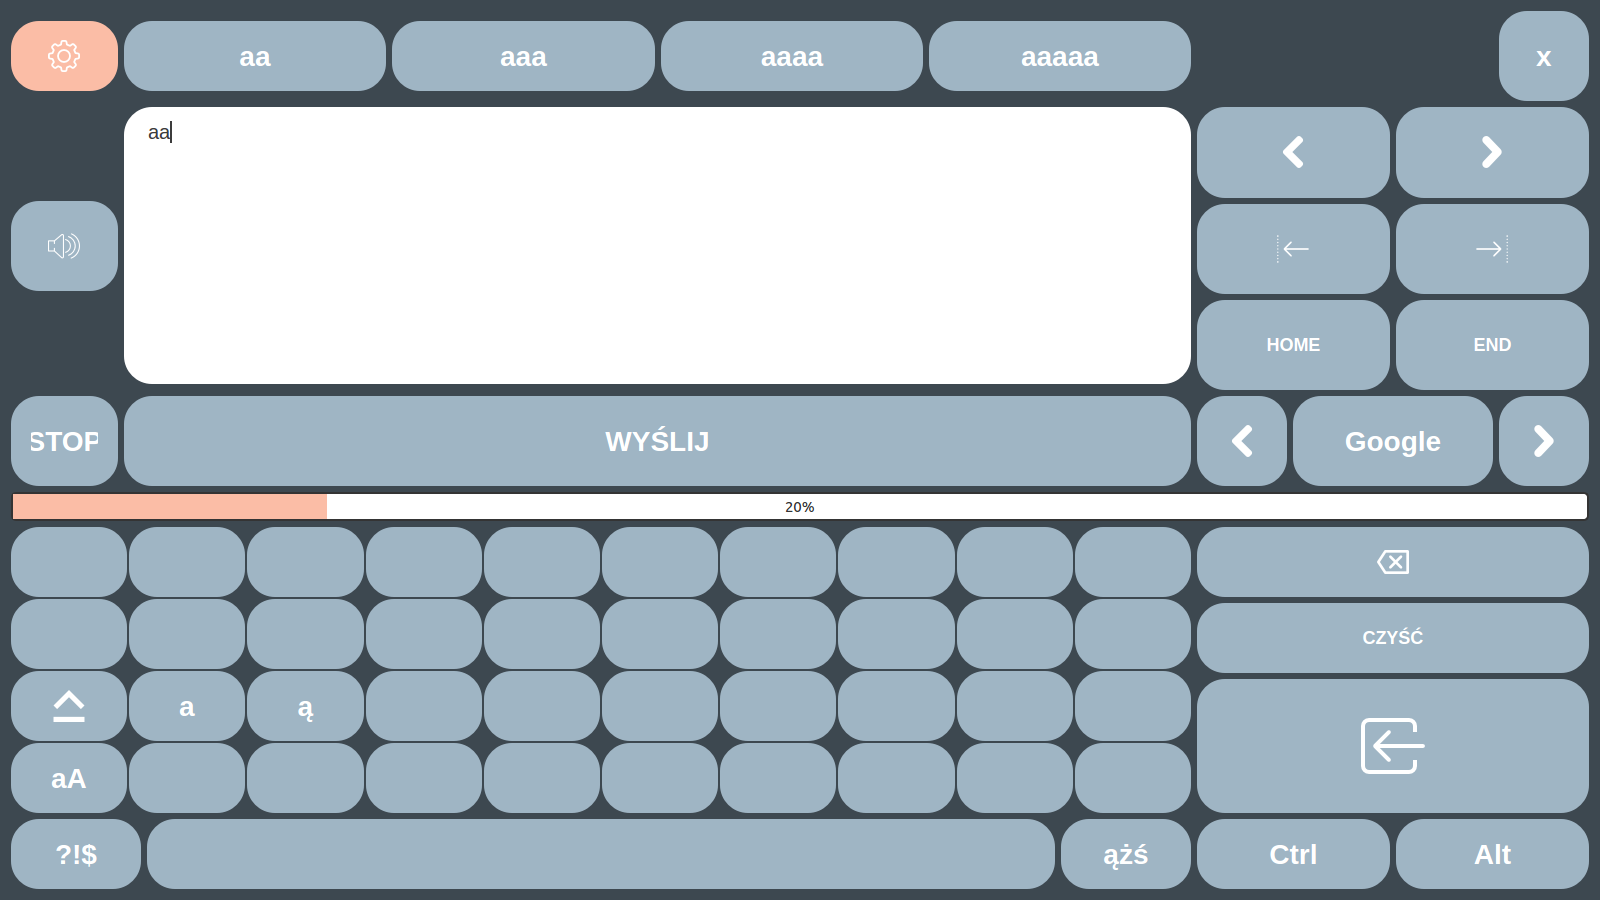 aa aaa aaaa aaaaa x
aa
HOME END
STOP WYŚLIJ Google
20%
CZYŚĆ
a ą
aA
?!$ ążś Ctrl Alt